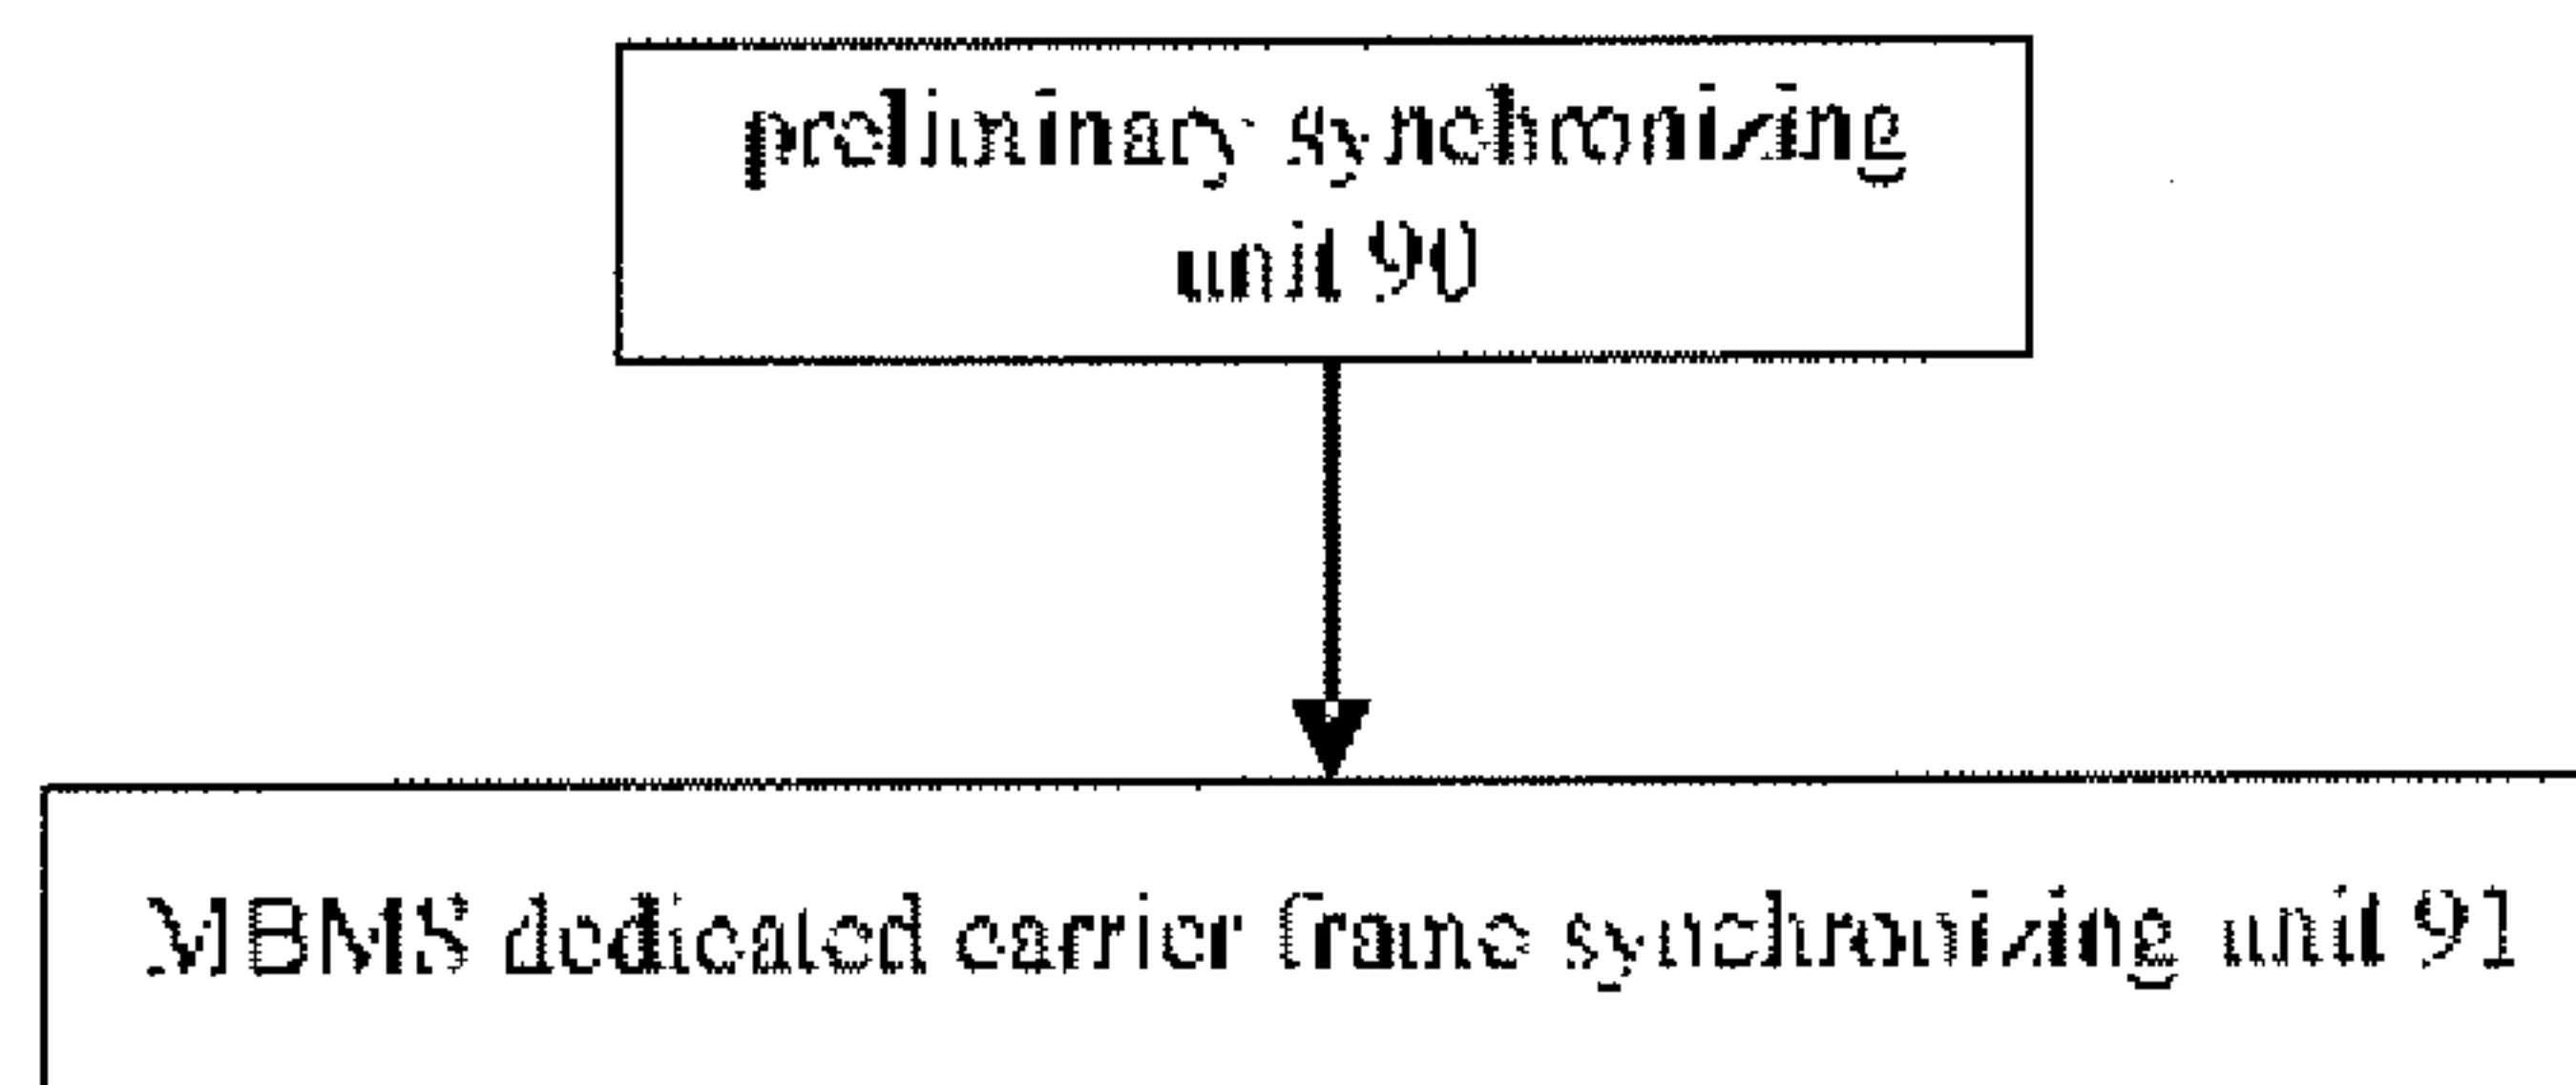 preliminary synchronizing
unit 90
MBMS dedicated carrier frame synchronizing unit 91